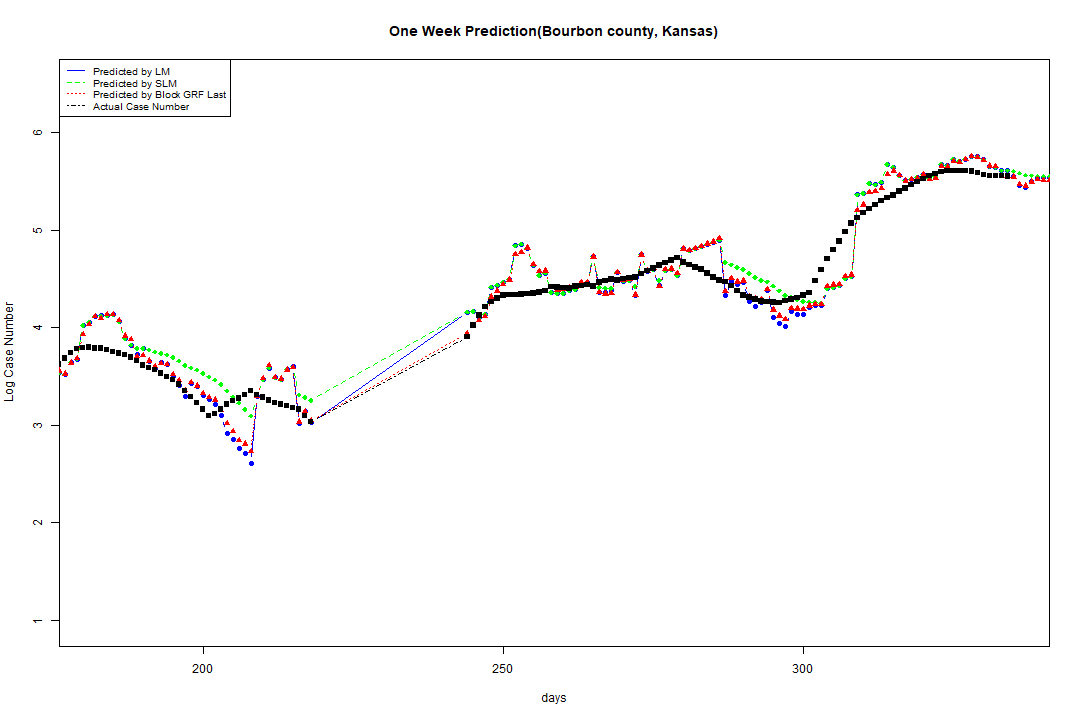 One Week Prediction(Bourbon county, Kansas)
Predicted by LM
Predicted by SLM
Predicted by Block GRF Last
Actual Case Number
6
5
4
3
2
1
Log Case Number
200 250 300
days